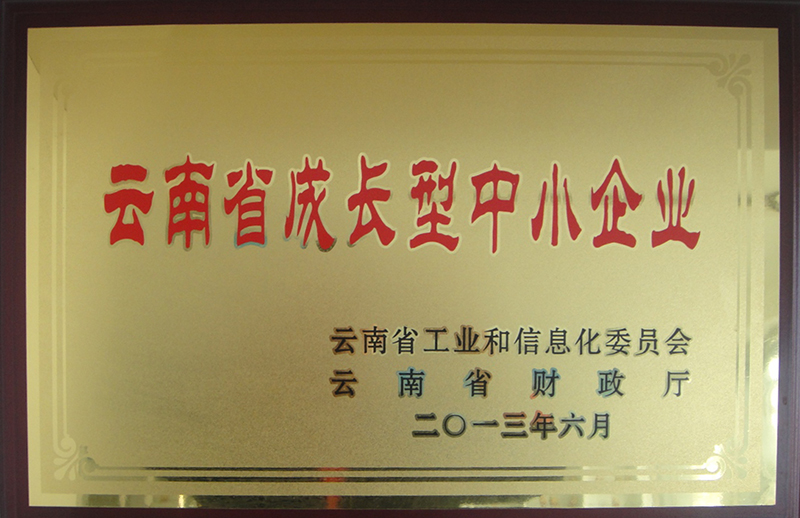 云南省成长型中小企业
云南省工业和信息化委员会
云南省财政厅
二〇一三年六月